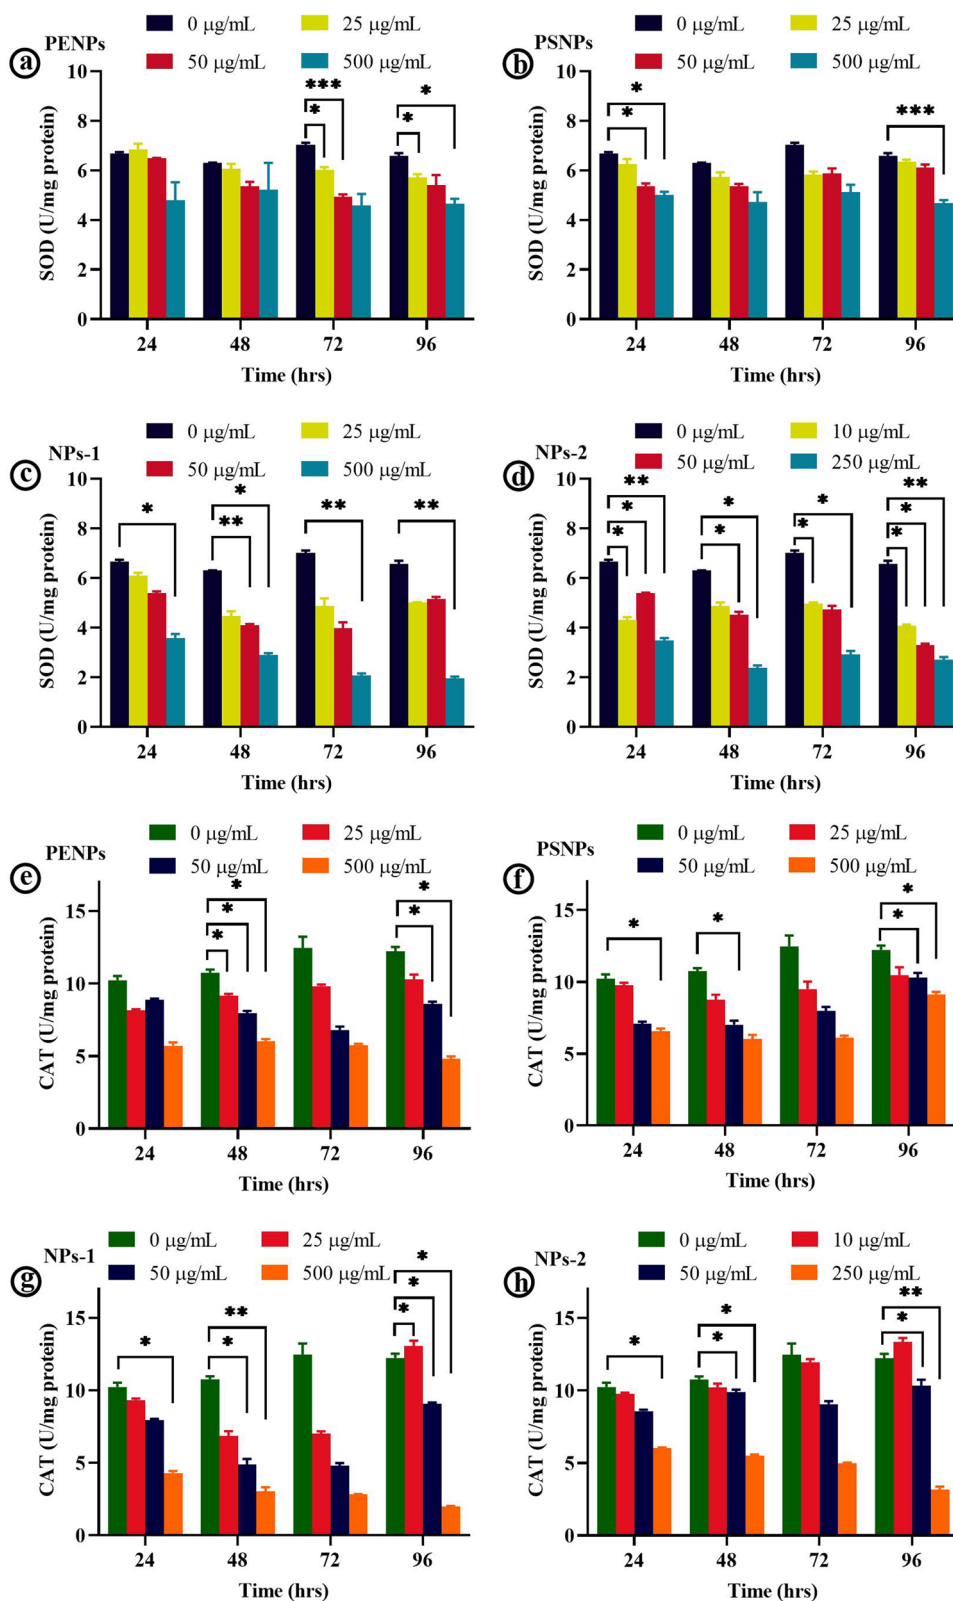 0 μg/mL 25 μg/mL
50 μg/mL 500 μg/mL
a PENPs
10
8
6
4
2
0
SOD (U/mg protein)
*** * * *
24 48 72 96
Time (hrs)
0 μg/mL 25 μg/mL
50 μg/mL 500 μg/mL
b PSNPs
10
8
6
4
2
0
SOD (U/mg protein)
* * ***
24 48 72 96
Time (hrs)
0 μg/mL 25 μg/mL
50 μg/mL 500 μg/mL
c NPs-1
10
8
6
4
2
0
SOD (U/mg protein)
* * ** ** **
24 48 72 96
Time (hrs)
0 μg/mL 10 μg/mL
50 μg/mL 250 μg/mL
d NPs-2
10
8
6
4
2
0
SOD (U/mg protein)
** * * * * * * ** * *
24 48 72 96
Time (hrs)
0 μg/mL 25 μg/mL
50 μg/mL 500 μg/mL
e PENPs
15
10
5
0
CAT (U/mg protein)
* * * * *
24 48 72 96
Time (hrs)
0 μg/mL 25 μg/mL
50 μg/mL 500 μg/mL
f PSNPs
15
10
5
0
CAT (U/mg protein)
* * * *
24 48 72 96
Time (hrs)
0 μg/mL 25 μg/mL
50 μg/mL 500 μg/mL
g NPs-1
15
10
5
0
CAT (U/mg protein)
* ** * * * *
24 48 72 96
Time (hrs)
0 μg/mL 10 μg/mL
50 μg/mL 250 μg/mL
h NPs-2
15
10
5
0
CAT (U/mg protein)
* * * ** *
24 48 72 96
Time (hrs)